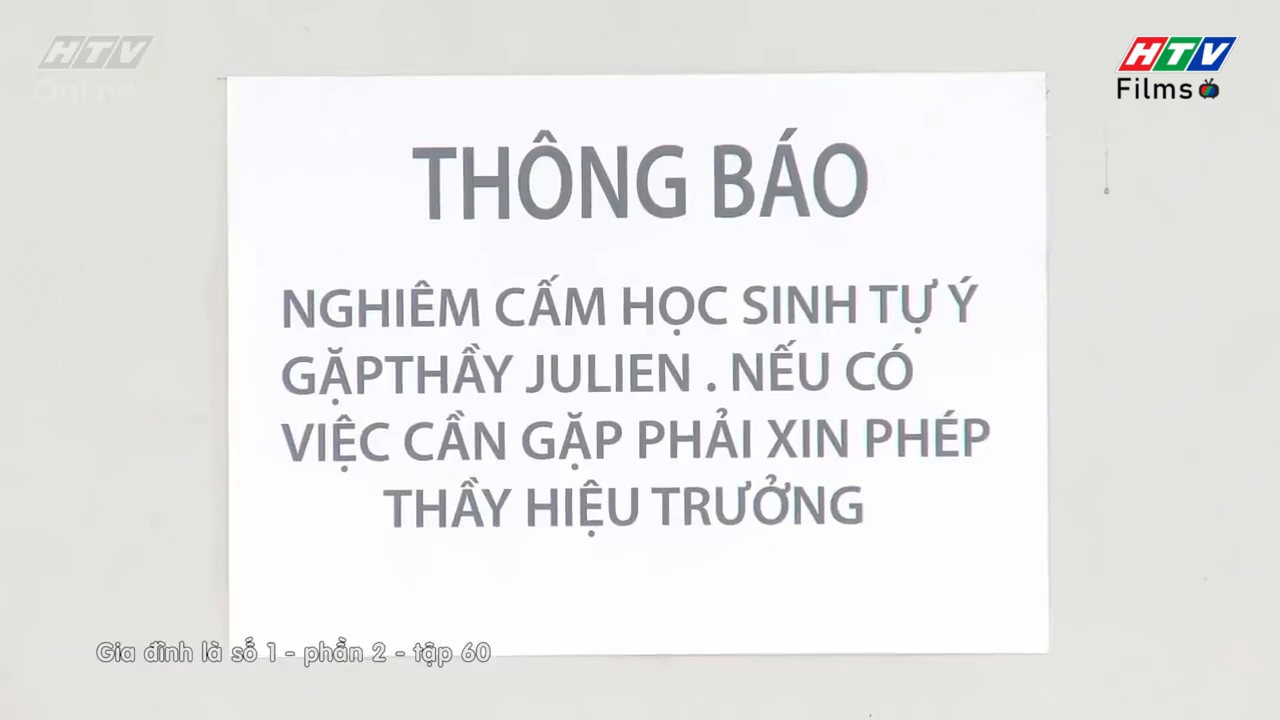 HTV
Online
HTV
Films
THÔNG BÁO
NGHIÊM CẤM HỌC SINH TỰ Ý
GẶPTHẦY JULIEN . NẾU CÓ
VIỆC CẦN GẶP PHẢI XIN PHÉP
THẦY HIỆU TRƯỞNG
Gia đình là số 1 - phần 2 - tập 60